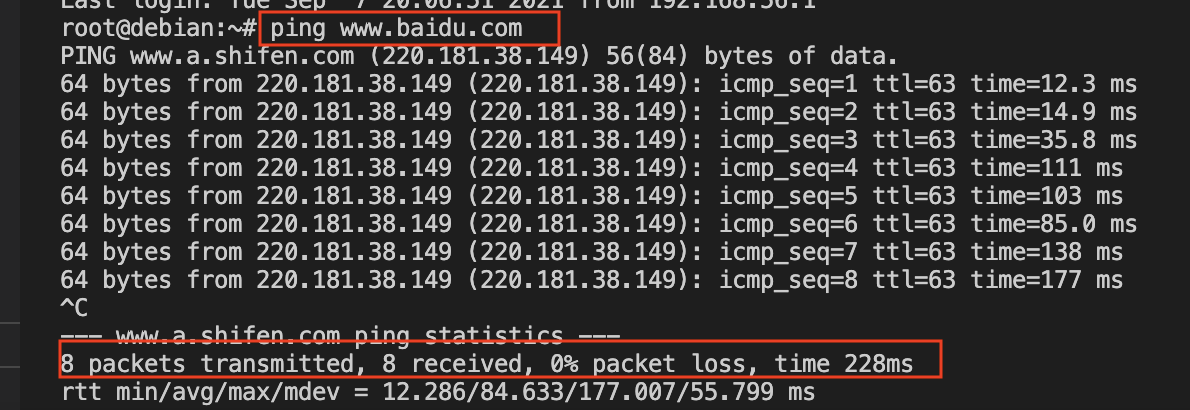 Last login: Tue Sep  7 20:06:51 2021 from 192.168.56.1
root@debian:~# ping www.baidu.com
PING www.a.shifen.com (220.181.38.149) 56(84) bytes of data.
64 bytes from 220.181.38.149 (220.181.38.149): icmp_seq=1 ttl=63 time=12.3 ms
64 bytes from 220.181.38.149 (220.181.38.149): icmp_seq=2 ttl=63 time=14.9 ms
64 bytes from 220.181.38.149 (220.181.38.149): icmp_seq=3 ttl=63 time=35.8 ms
64 bytes from 220.181.38.149 (220.181.38.149): icmp_seq=4 ttl=63 time=111 ms
64 bytes from 220.181.38.149 (220.181.38.149): icmp_seq=5 ttl=63 time=103 ms
64 bytes from 220.181.38.149 (220.181.38.149): icmp_seq=6 ttl=63 time=85.0 ms
64 bytes from 220.181.38.149 (220.181.38.149): icmp_seq=7 ttl=63 time=138 ms
64 bytes from 220.181.38.149 (220.181.38.149): icmp_seq=8 ttl=63 time=177 ms
^C
--- www.a.shifen.com ping statistics ---
8 packets transmitted, 8 received, 0% packet loss, time 228ms
rtt min/avg/max/mdev = 12.286/84.633/177.007/55.799 ms